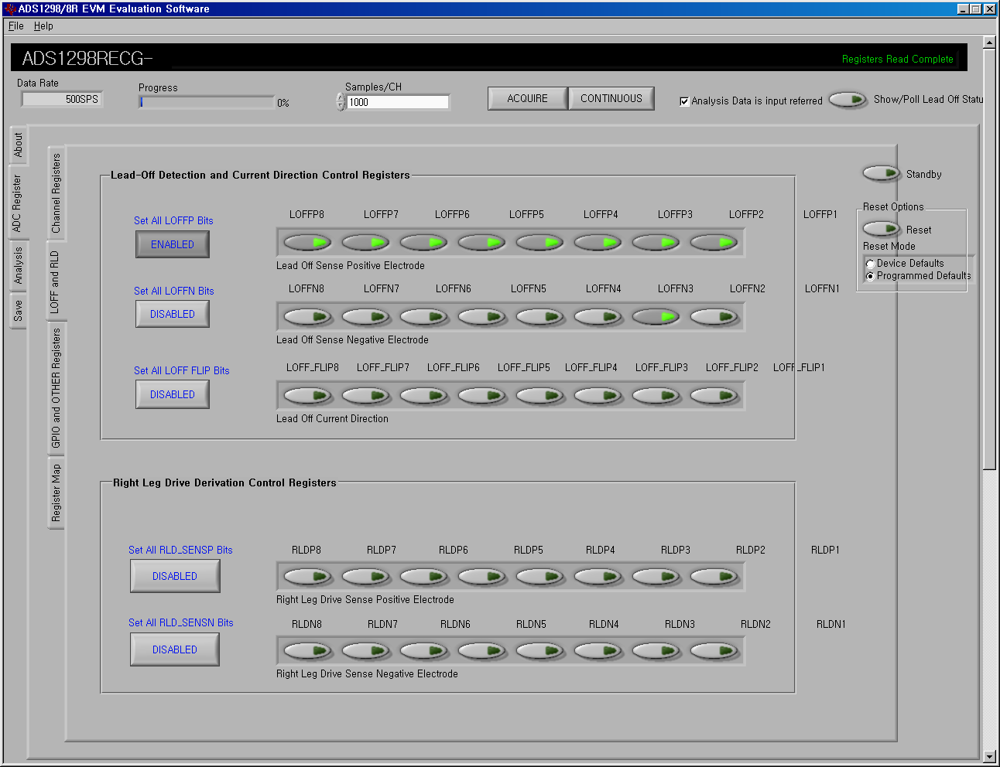 ADS1298/8R EVM Evaluation Software
File Help
ADS1298RECG-
Registers Read Complete
Data Rate
500SPS
Progress
0%
Samples/CH
1000
ACQUIRE
CONTINUOUS
Analysis Data is input referred
Show/Poll Lead Off Statu
About
ADC Register
Analysis
Save
Channel Registers
LOFF and RLD
GPIO and OTHER Registers
Register Map
Lead-Off Detection and Current Direction Control Registers
Set All LOFFP Bits
ENABLED
LOFFP8 LOFFP7 LOFFP6 LOFFP5 LOFFP4 LOFFP3 LOFFP2 LOFFP1
Lead Off Sense Positive Electrode
Set All LOFFN Bits
DISABLED
LOFFN8 LOFFN7 LOFFN6 LOFFN5 LOFFN4 LOFFN3 LOFFN2 LOFFN1
Lead Off Sense Negative Electrode
Set All LOFF FLIP Bits
DISABLED
LOFF_FLIP8 LOFF_FLIP7 LOFF_FLIP6 LOFF_FLIP5 LOFF_FLIP4 LOFF_FLIP3 LOFF_FLIP2 LOFF_FLIP1
Lead Off Current Direction
Standby
Reset Options
Reset
Reset Mode
Device Defaults
Programmed Defaults
Right Leg Drive Derivation Control Registers
Set All RLD_SENSP Bits
DISABLED
RLDP8 RLDP7 RLDP6 RLDP5 RLDP4 RLDP3 RLDP2 RLDP1
Right Leg Drive Sense Positive Electrode
Set All RLD_SENSN Bits
DISABLED
RLDN8 RLDN7 RLDN6 RLDN5 RLDN4 RLDN3 RLDN2 RLDN1
Right Leg Drive Sense Negative Electrode